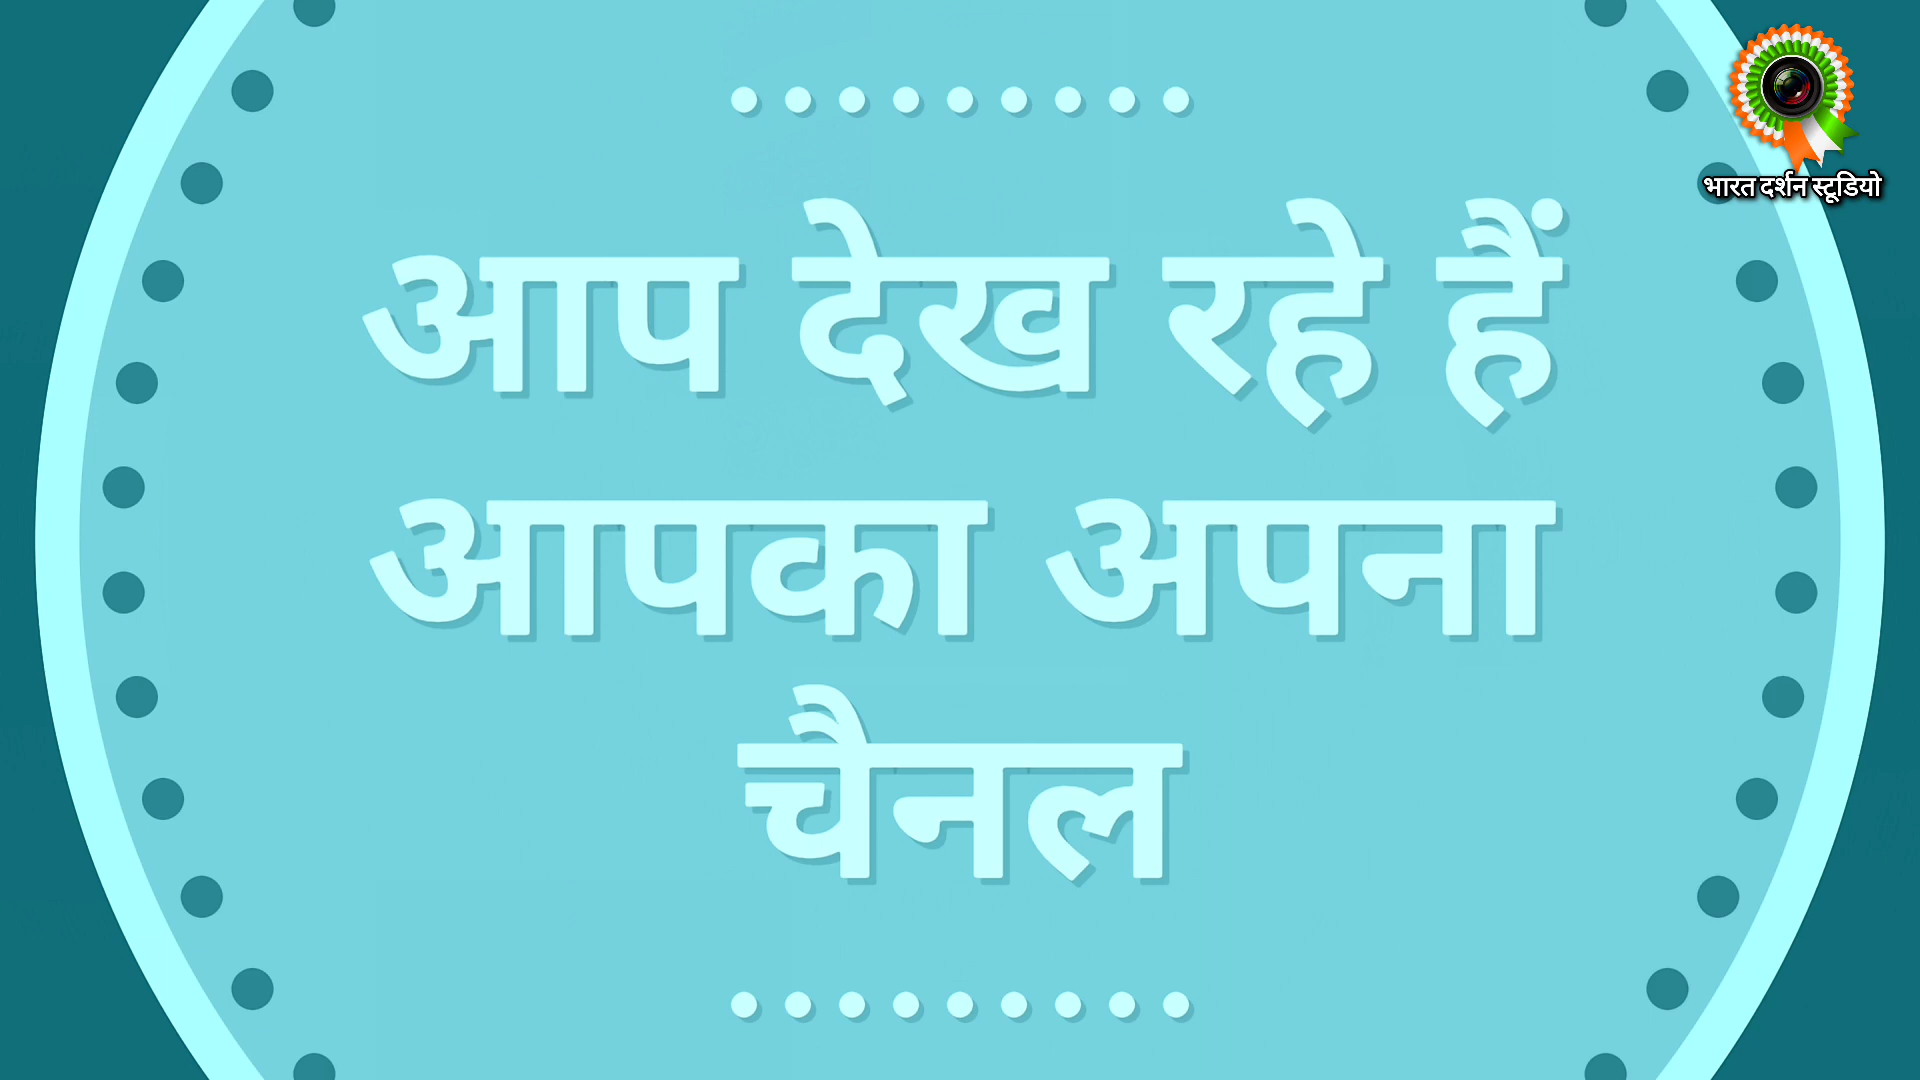 भारत दर्शन स्टूडियो
आप देख रहे हैं
आपका अपना
चैनल